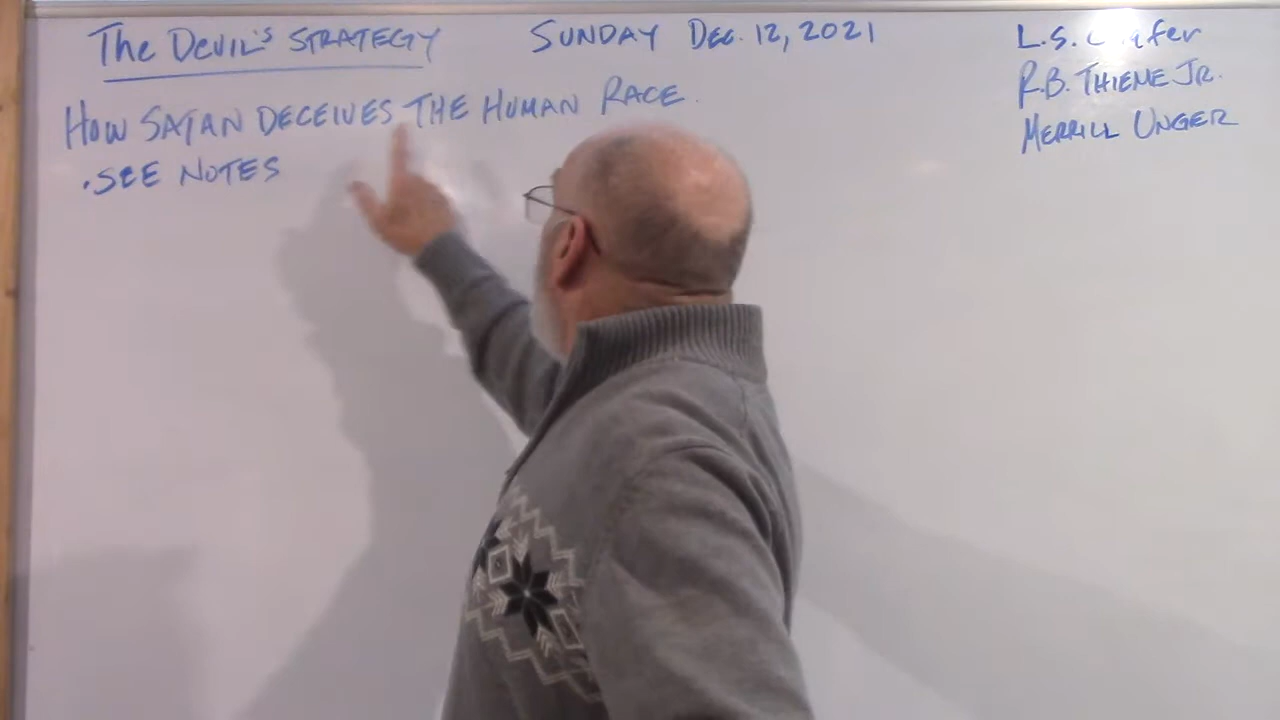 The Devil's STRATEGY
SUNDAY DEC. 12, 2021
HOW SATAN DECEIVES THE HUMAN RACE.
. SEE NOTES
L.S.
R.B. THIEME JR.
MERRILL UNGER